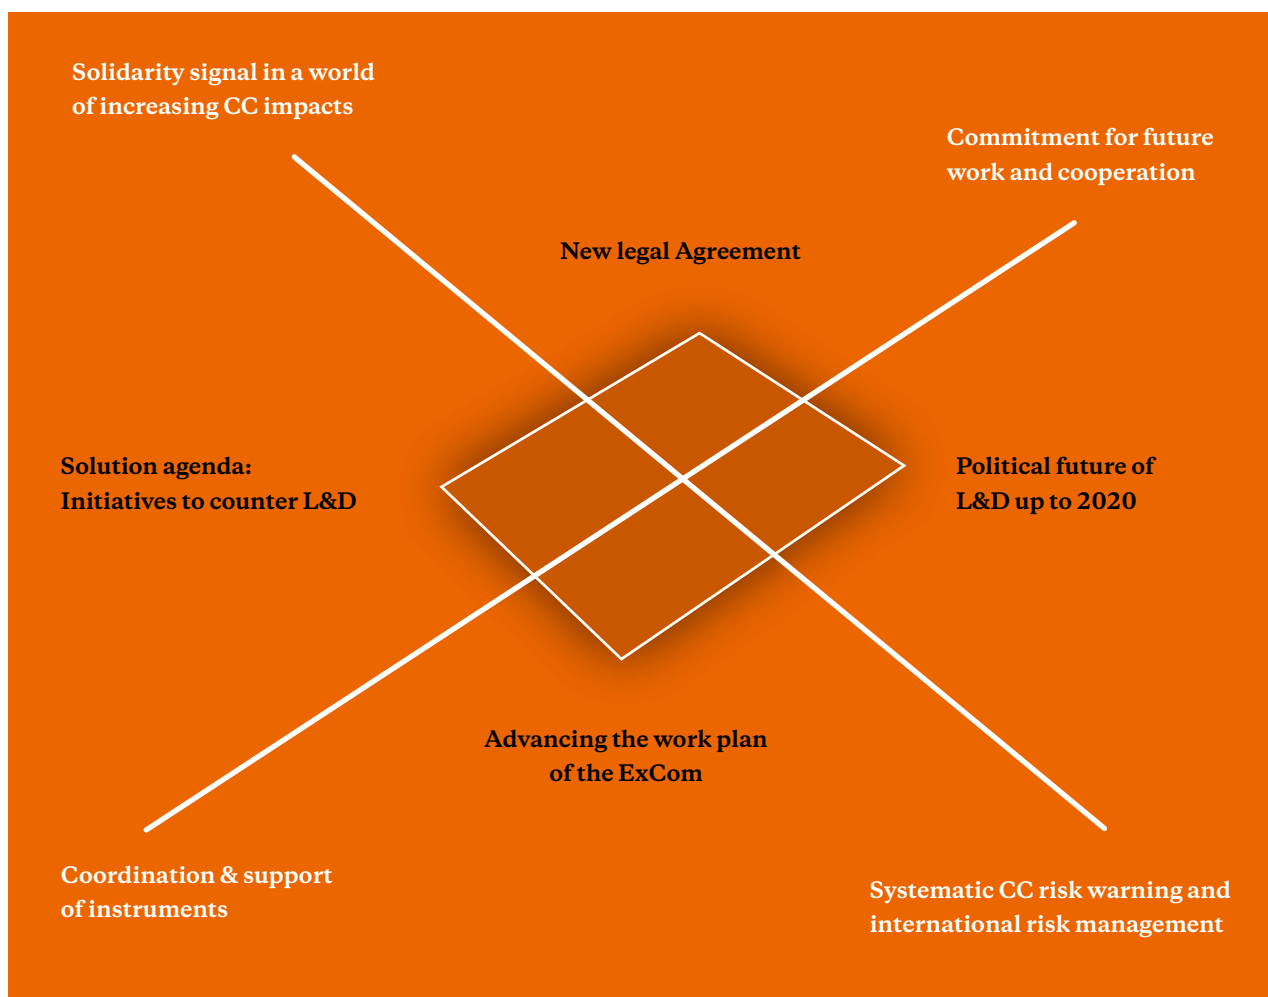 Solidarity signal in a world
of increasing CC impacts
Commitment for future
work and cooperation
New legal Agreement
Solution agenda:
Initiatives to counter L&D
Political future of
L&D up to 2020
Advancing the work plan
of the ExCom
Coordination & support
of instruments
Systematic CC risk warning and
international risk management